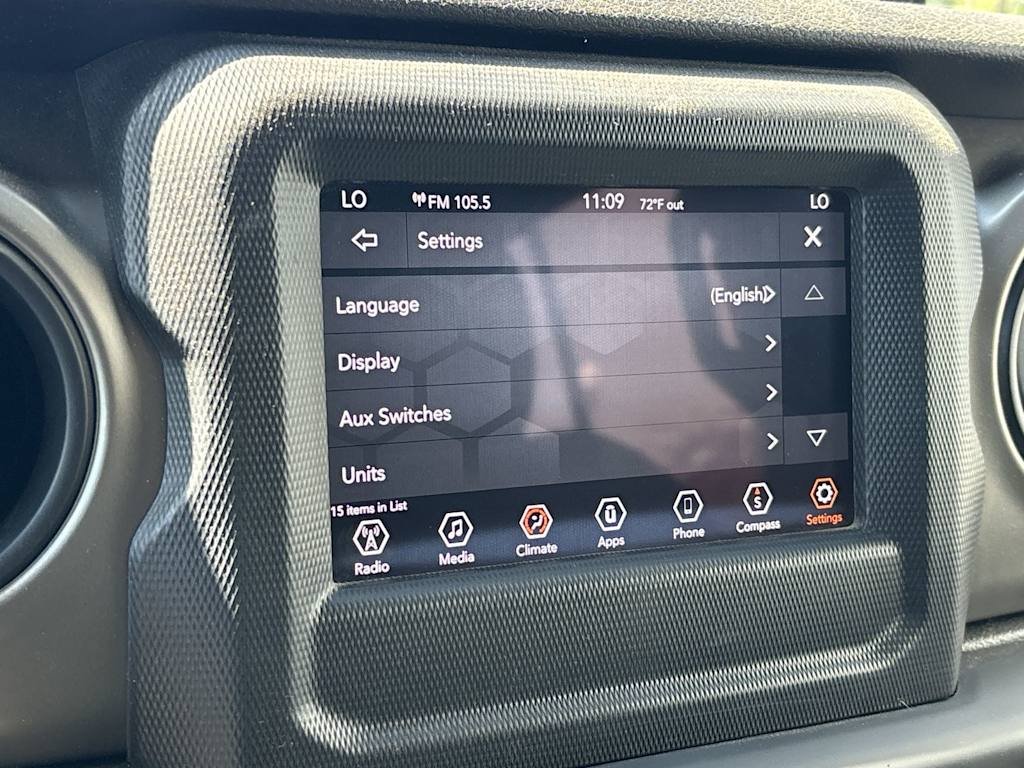 LO FM 105.5 11:09 72°F out LO
Settings X
Language (English)
Display
Aux Switches
Units
15 items in List
Radio Media Climate Apps Phone Compass Settings
U S